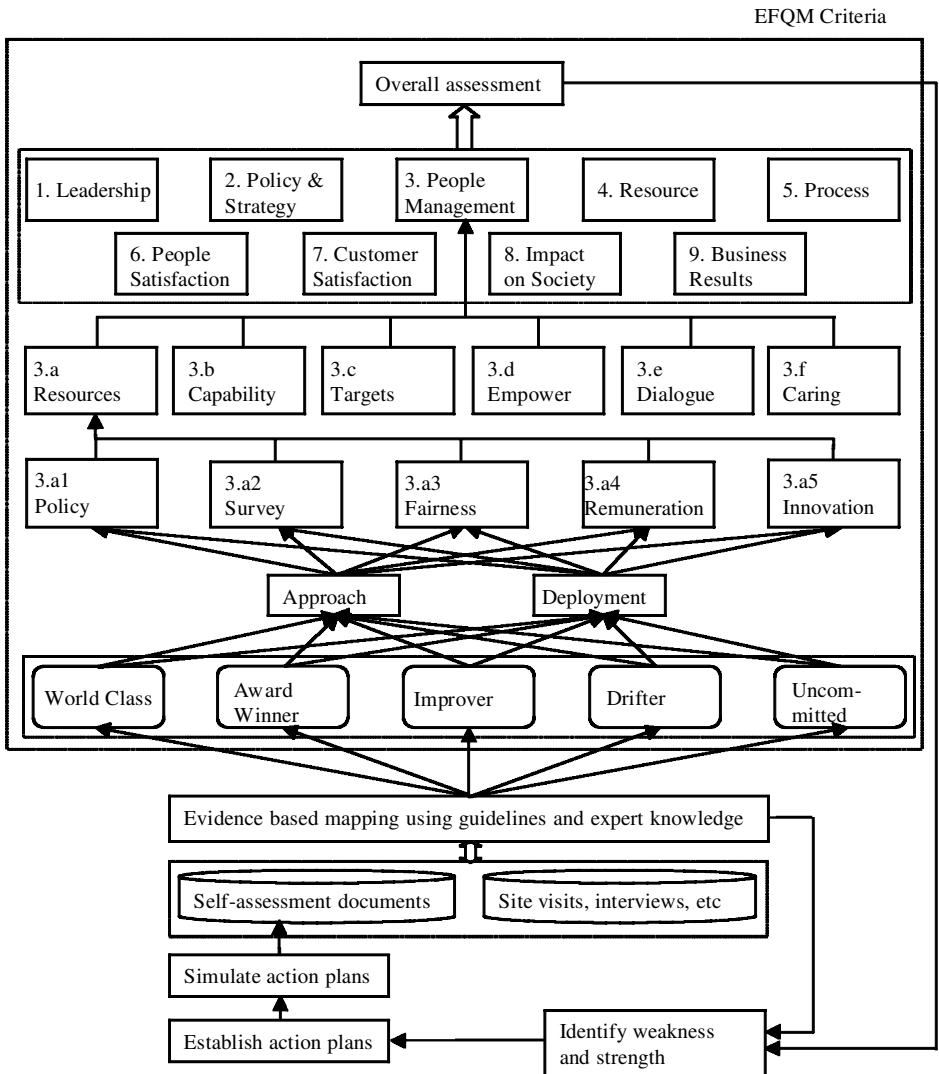 EFQM Criteria
Overall assessment
1. Leadership
2. Policy &
Strategy
3. People
Management
4. Resource
5. Process
6. People
Satisfaction
7. Customer
Satisfaction
8. Impact
on Society
9. Business
Results
3.a
Resources
3.b
Capability
3.c
Targets
3.d
Empower
3.e
Dialogue
3.f
Caring
3.a1
Policy
3.a2
Survey
3.a3
Fairness
3.a4
Remuneration
3.a5
Innovation
Approach
Deployment
World Class
Award
Winner
Improver
Drifter
Uncom-
mitted
Evidence based mapping using guidelines and expert knowledge
Self-assessment documents
Site visits, interviews, etc
Simulate action plans
Establish action plans
Identify weakness
and strength